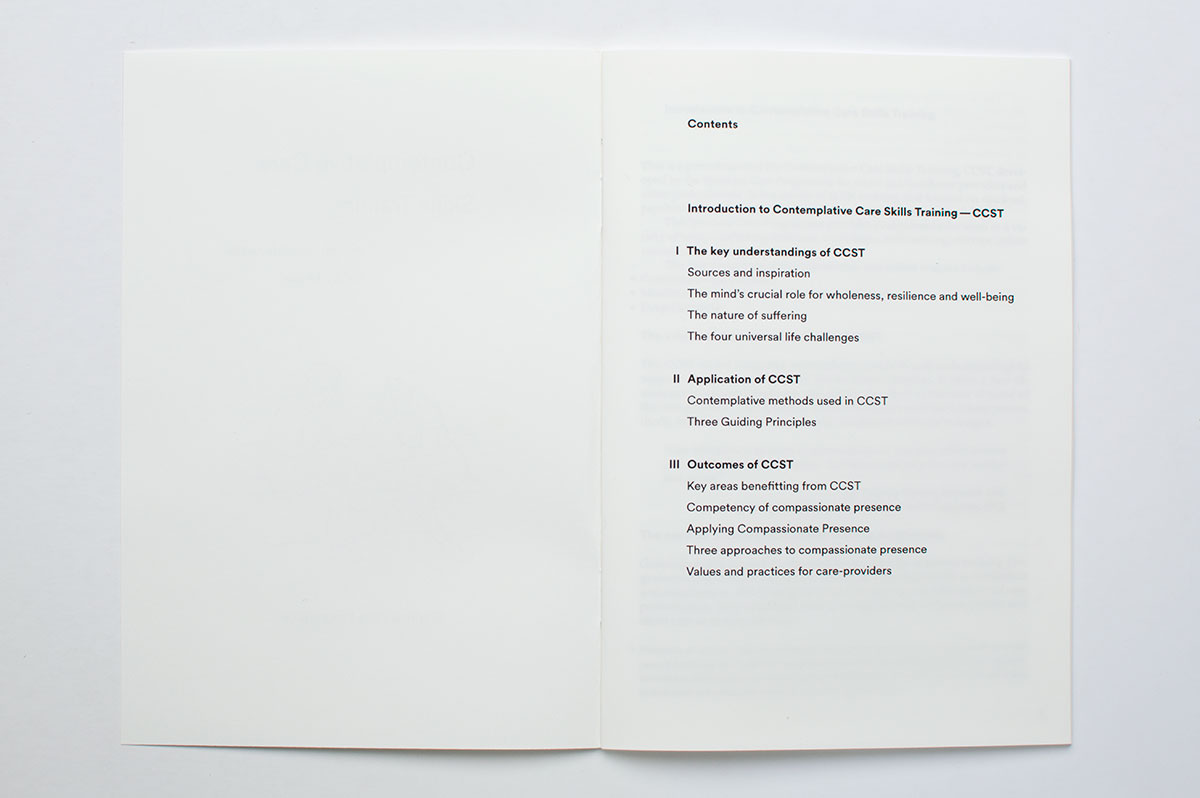 Contents
Introduction to Contemplative Care Skills Training — CCST
I The key understandings of CCST
Sources and inspiration
The mind's crucial role for wholeness, resilience and well-being
The nature of suffering
The four universal life challenges
II Application of CCST
Contemplative methods used in CCST
Three Guiding Principles
III Outcomes of CCST
Key areas benefitting from CCST
Competency of compassionate presence
Applying Compassionate Presence
Three approaches to compassionate presence
Values and practices for care-providers